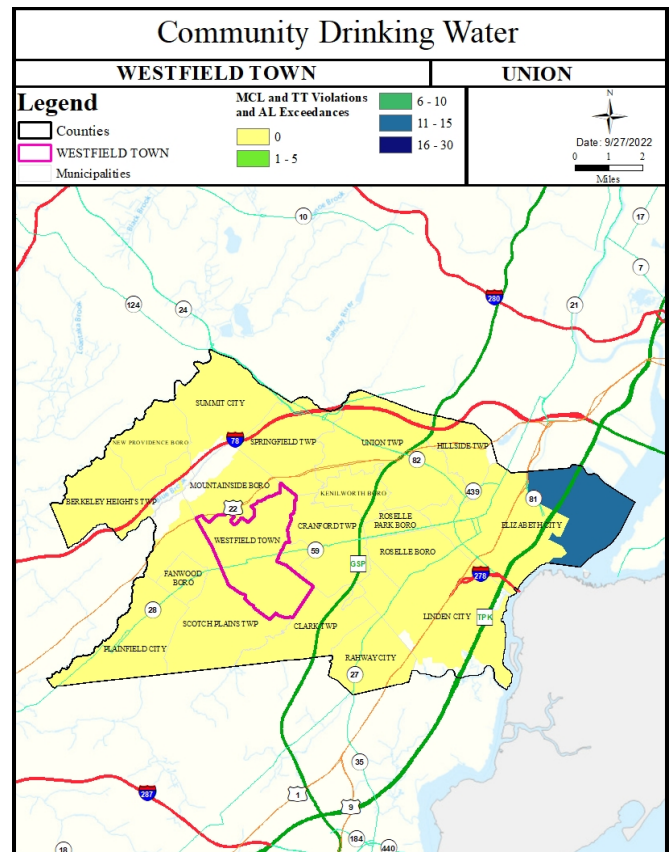 Community Drinking Water
WESTFIELD TOWN
UNION
Legend
Counties
WESTFIELD TOWN
Municipalities
MCL and TT Violations
and AL Exceedances
0
1 - 5
6 - 10
11 - 15
16 - 30
N
Date: 9/27/2022
0 1 2
Miles
10
17
7
280
124
24
21
SUMMIT CITY
NEW PROVIDENCE BORO
78
SPRINGFIELD TWP
UNION TWP
HILLSIDE TWP
82
MOUNTAINSIDE BORO
KENILWORTH BORO
439
BERKELEY HEIGHTS TWP
22
81
ROSELLE
PARK BORO
CRANFORD TWP
ELIZABETH CITY
WESTFIELD TOWN
59
ROSELLE BORO
GSP
278
FANWOOD
BORO
28
SCOTCH PLAINS TWP
CLARK TWP
LINDEN CITY
TPK
PLAINFIELD CITY
RAHWAY CITY
27
35
287
1
9
184
440
18